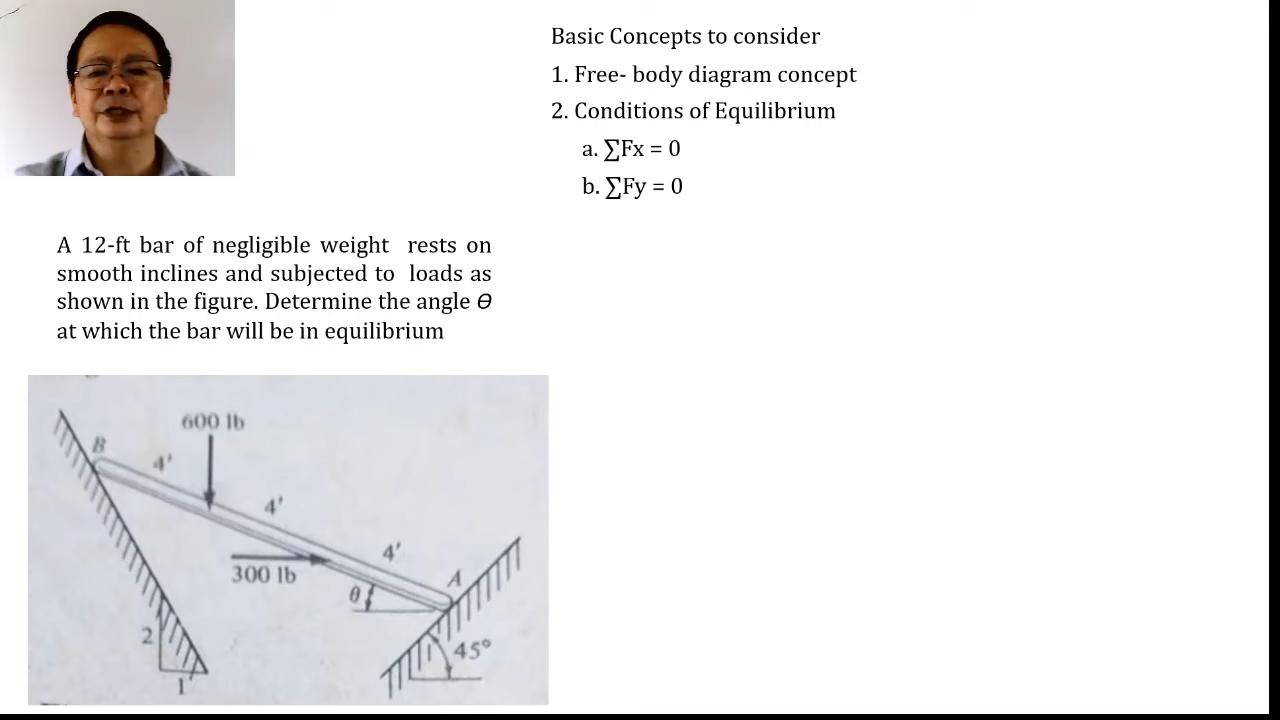 Basic Concepts to consider
1. Free- body diagram concept
2. Conditions of Equilibrium
a. ∑Fx = 0
b. ∑Fy = 0
A 12-ft bar of negligible weight rests on
smooth inclines and subjected to loads as
shown in the figure. Determine the angle ϴ
at which the bar will be in equilibrium
600 lb
B
4'
4'
4'
A
300 lb
θ
2
45°
1